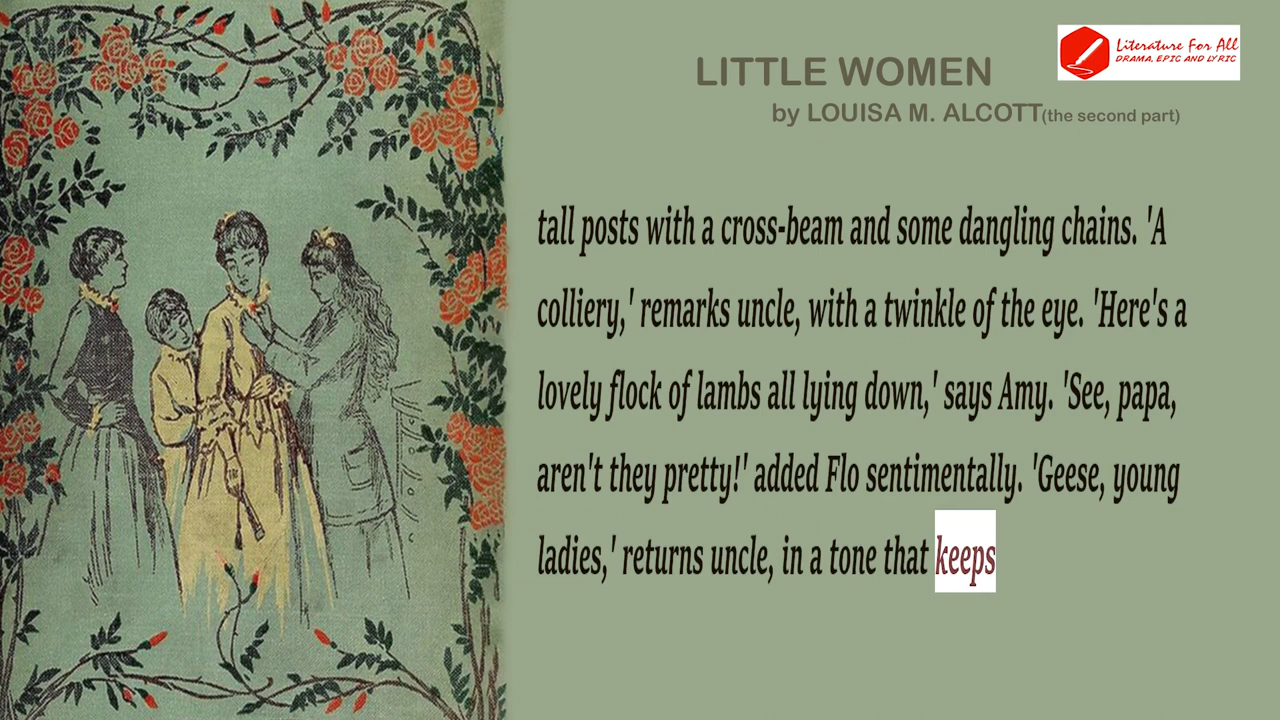 LITTLE WOMEN
by LOUISA M. ALCOTT(the second part)
Literature For All
DRAMA, EPIC AND LYRIC
tall posts with a cross-beam and some dangling chains. 'A
colliery,' remarks uncle, with a twinkle of the eye. 'Here's a
lovely flock of lambs all lying down,' says Amy. 'See, papa,
aren't they pretty!' added Flo sentimentally. 'Geese, young
ladies,' returns uncle, in a tone that keeps